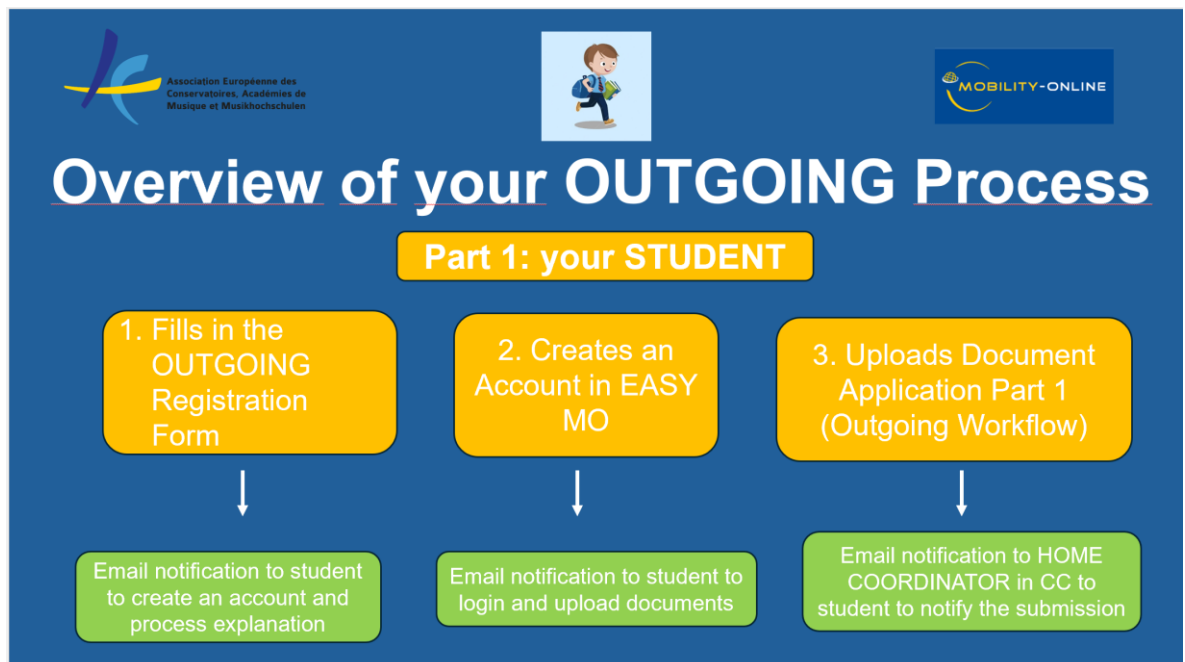 Association Européenne des
Conservatoires, Académies de
Musique et Musikhochschulen
MOBILITY-ONLINE
Overview of your OUTGOING Process
Part 1: your STUDENT
1. Fills in the
OUTGOING
Registration
Form
2. Creates an
Account in EASY
MO
3. Uploads Document
Application Part 1
(Outgoing Workflow)
Email notification to student
to create an account and
process explanation
Email notification to student to
login and upload documents
Email notification to HOME
COORDINATOR in CC to
student to notify the submission